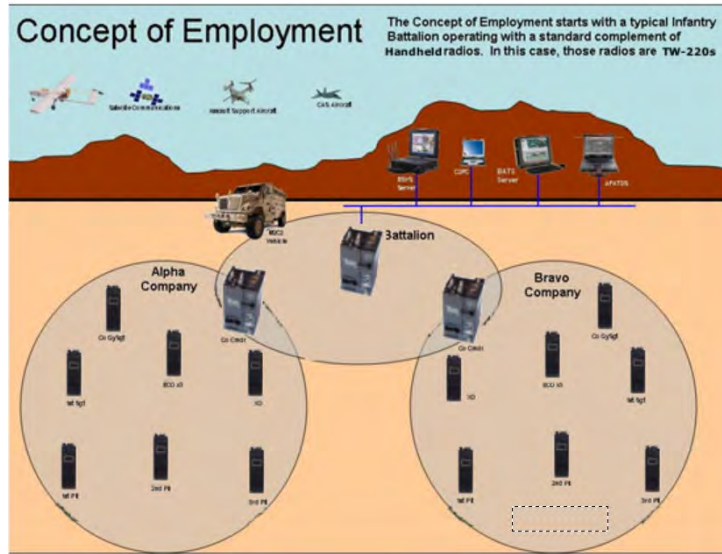 Concept of Employment
The Concept of Employment starts with a typical Infantry
Battalion operating with a standard complement of
Handheld radios. In this case, those radios are TW-220s
Satellite Communications
Assault Support Aircraft
CAS Aircraft
Server
C2PC
BATS
Server
AFATDS
Battalion
Alpha
Company
Bravo
Company
Co Cmdr
Co Cmdr
Co GySgt
Co GySgt
1st Sgt
XO
XO
1st Sgt
1st Plt
2nd Plt
3rd Plt
1st Plt
2nd Plt
3rd Plt